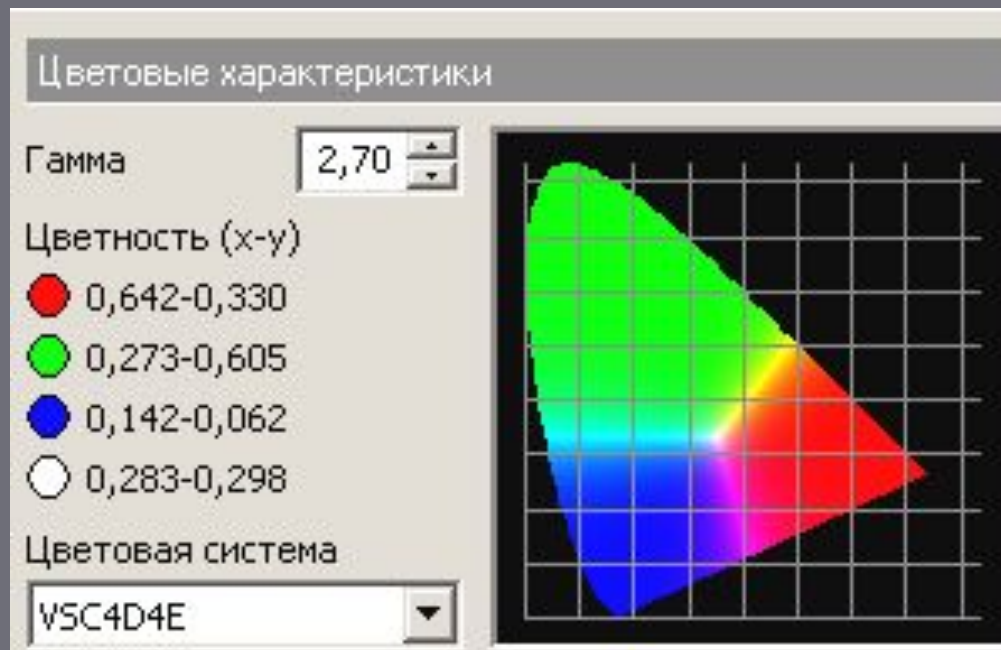 Цветовые характеристики
Гамма 2,70
Цветность (x-y)
0,642-0,330
0,273-0,605
0,142-0,062
0,283-0,298
Цветовая система
VSC4D4E